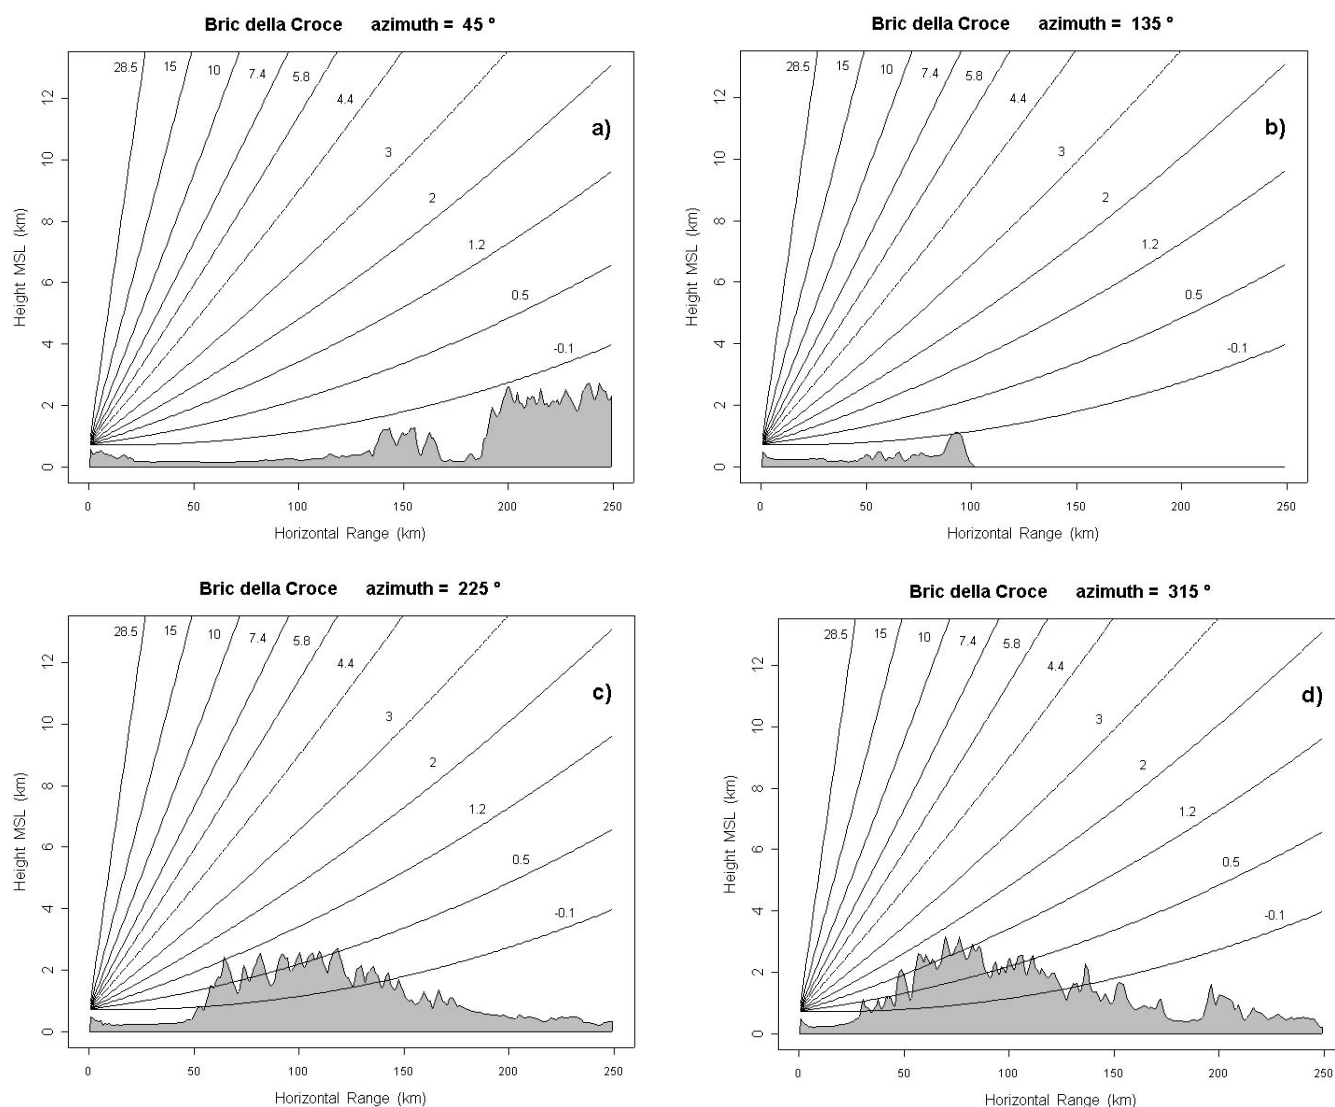 Bric della Croce azimuth = 45 °
28.5 15 10 7.4 5.8 4.4 3 2 1.2 0.5 -0.1
a)
Height MSL (km)
0 2 4 6 8 10 12
0 50 100 150 200 250
Horizontal Range (km)
Bric della Croce azimuth = 135 °
28.5 15 10 7.4 5.8 4.4 3 2 1.2 0.5 -0.1
b)
Height MSL (km)
0 2 4 6 8 10 12
0 50 100 150 200 250
Horizontal Range (km)
Bric della Croce azimuth = 225 °
28.5 15 10 7.4 5.8 4.4 3 2 1.2 0.5 -0.1
c)
Height MSL (km)
0 2 4 6 8 10 12
0 50 100 150 200 250
Horizontal Range (km)
Bric della Croce azimuth = 315 °
28.5 15 10 7.4 5.8 4.4 3 2 1.2 0.5 -0.1
d)
Height MSL (km)
0 2 4 6 8 10 12
0 50 100 150 200 250
Horizontal Range (km)